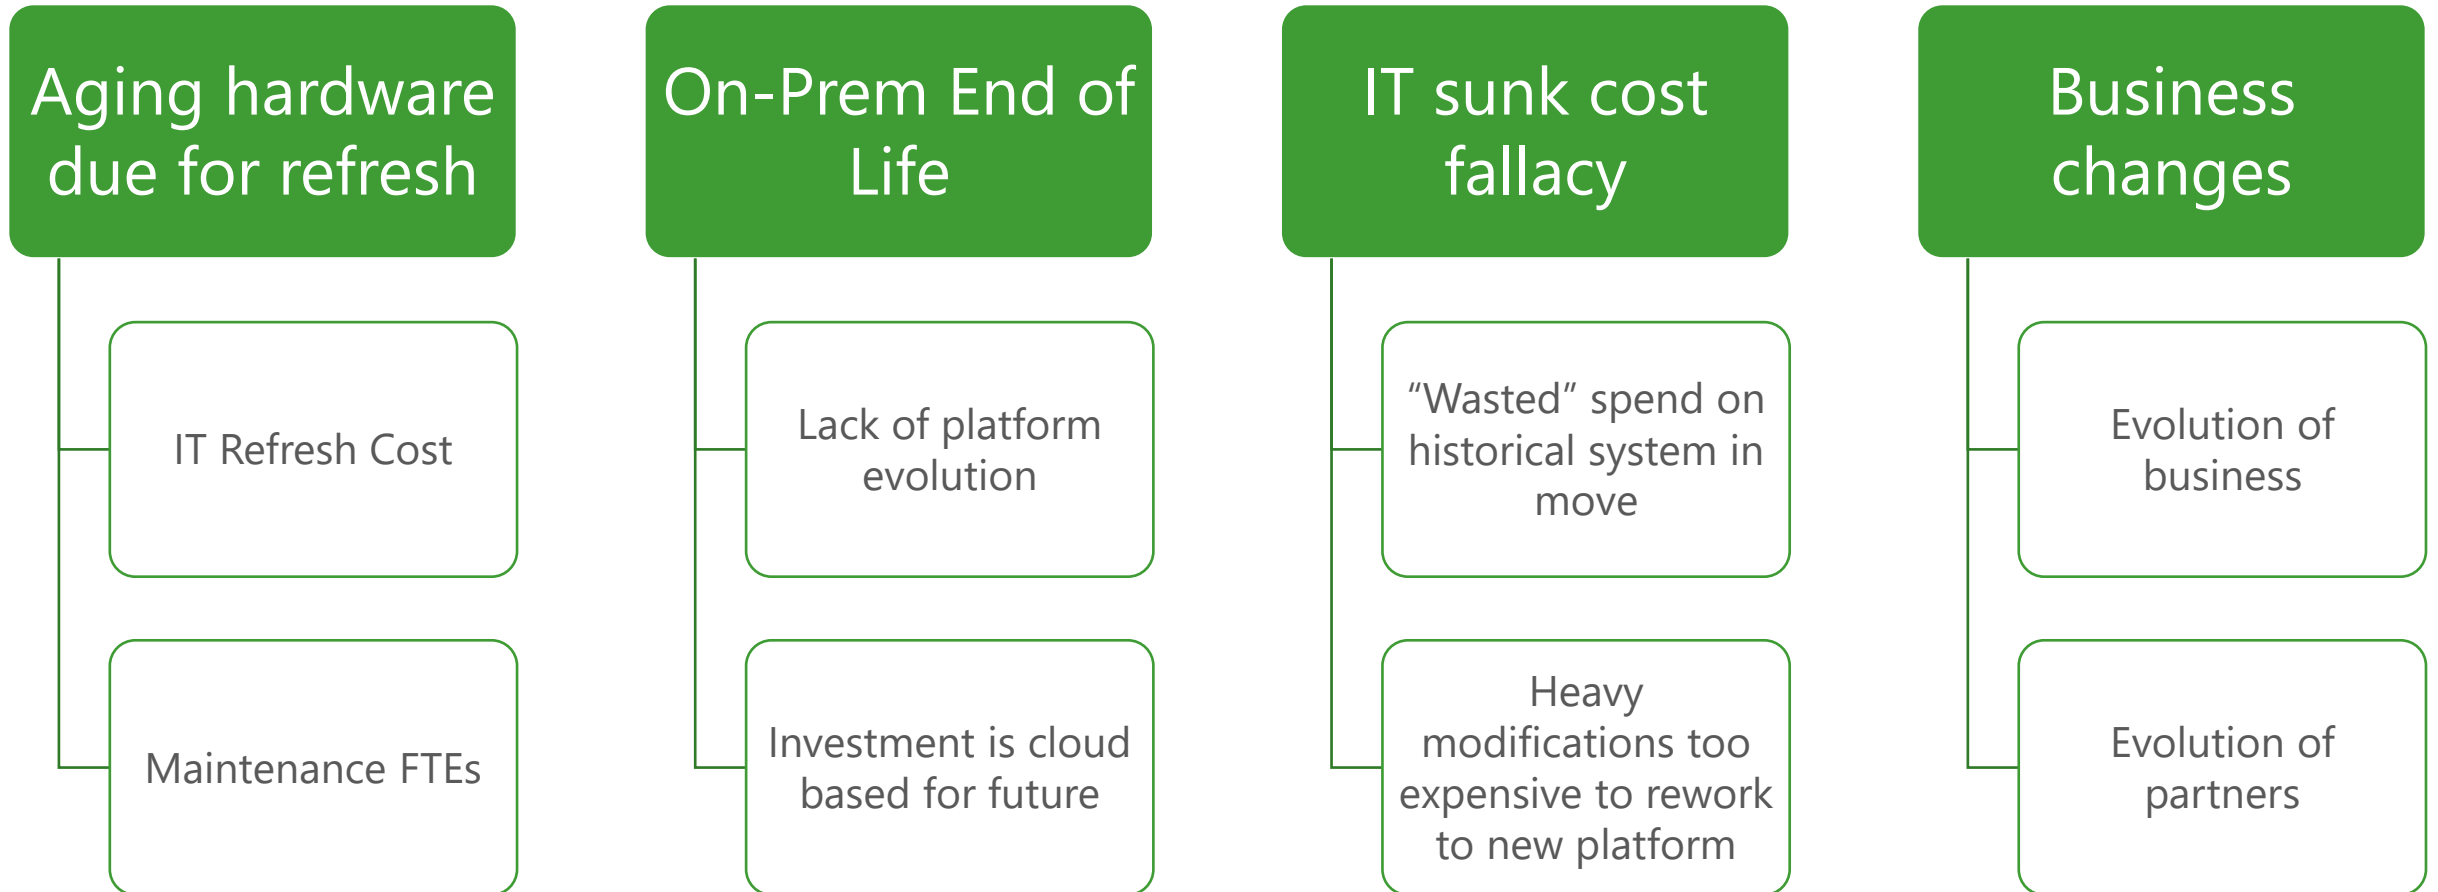 Aging hardware
due for refresh
IT Refresh Cost
Maintenance FTEs
On-Prem End of
Life
Lack of platform
evolution
Investment is cloud
based for future
IT sunk cost
fallacy
“Wasted” spend on
historical system in
move
Heavy
modifications too
expensive to rework
to new platform
Business
changes
Evolution of
business
Evolution of
partners